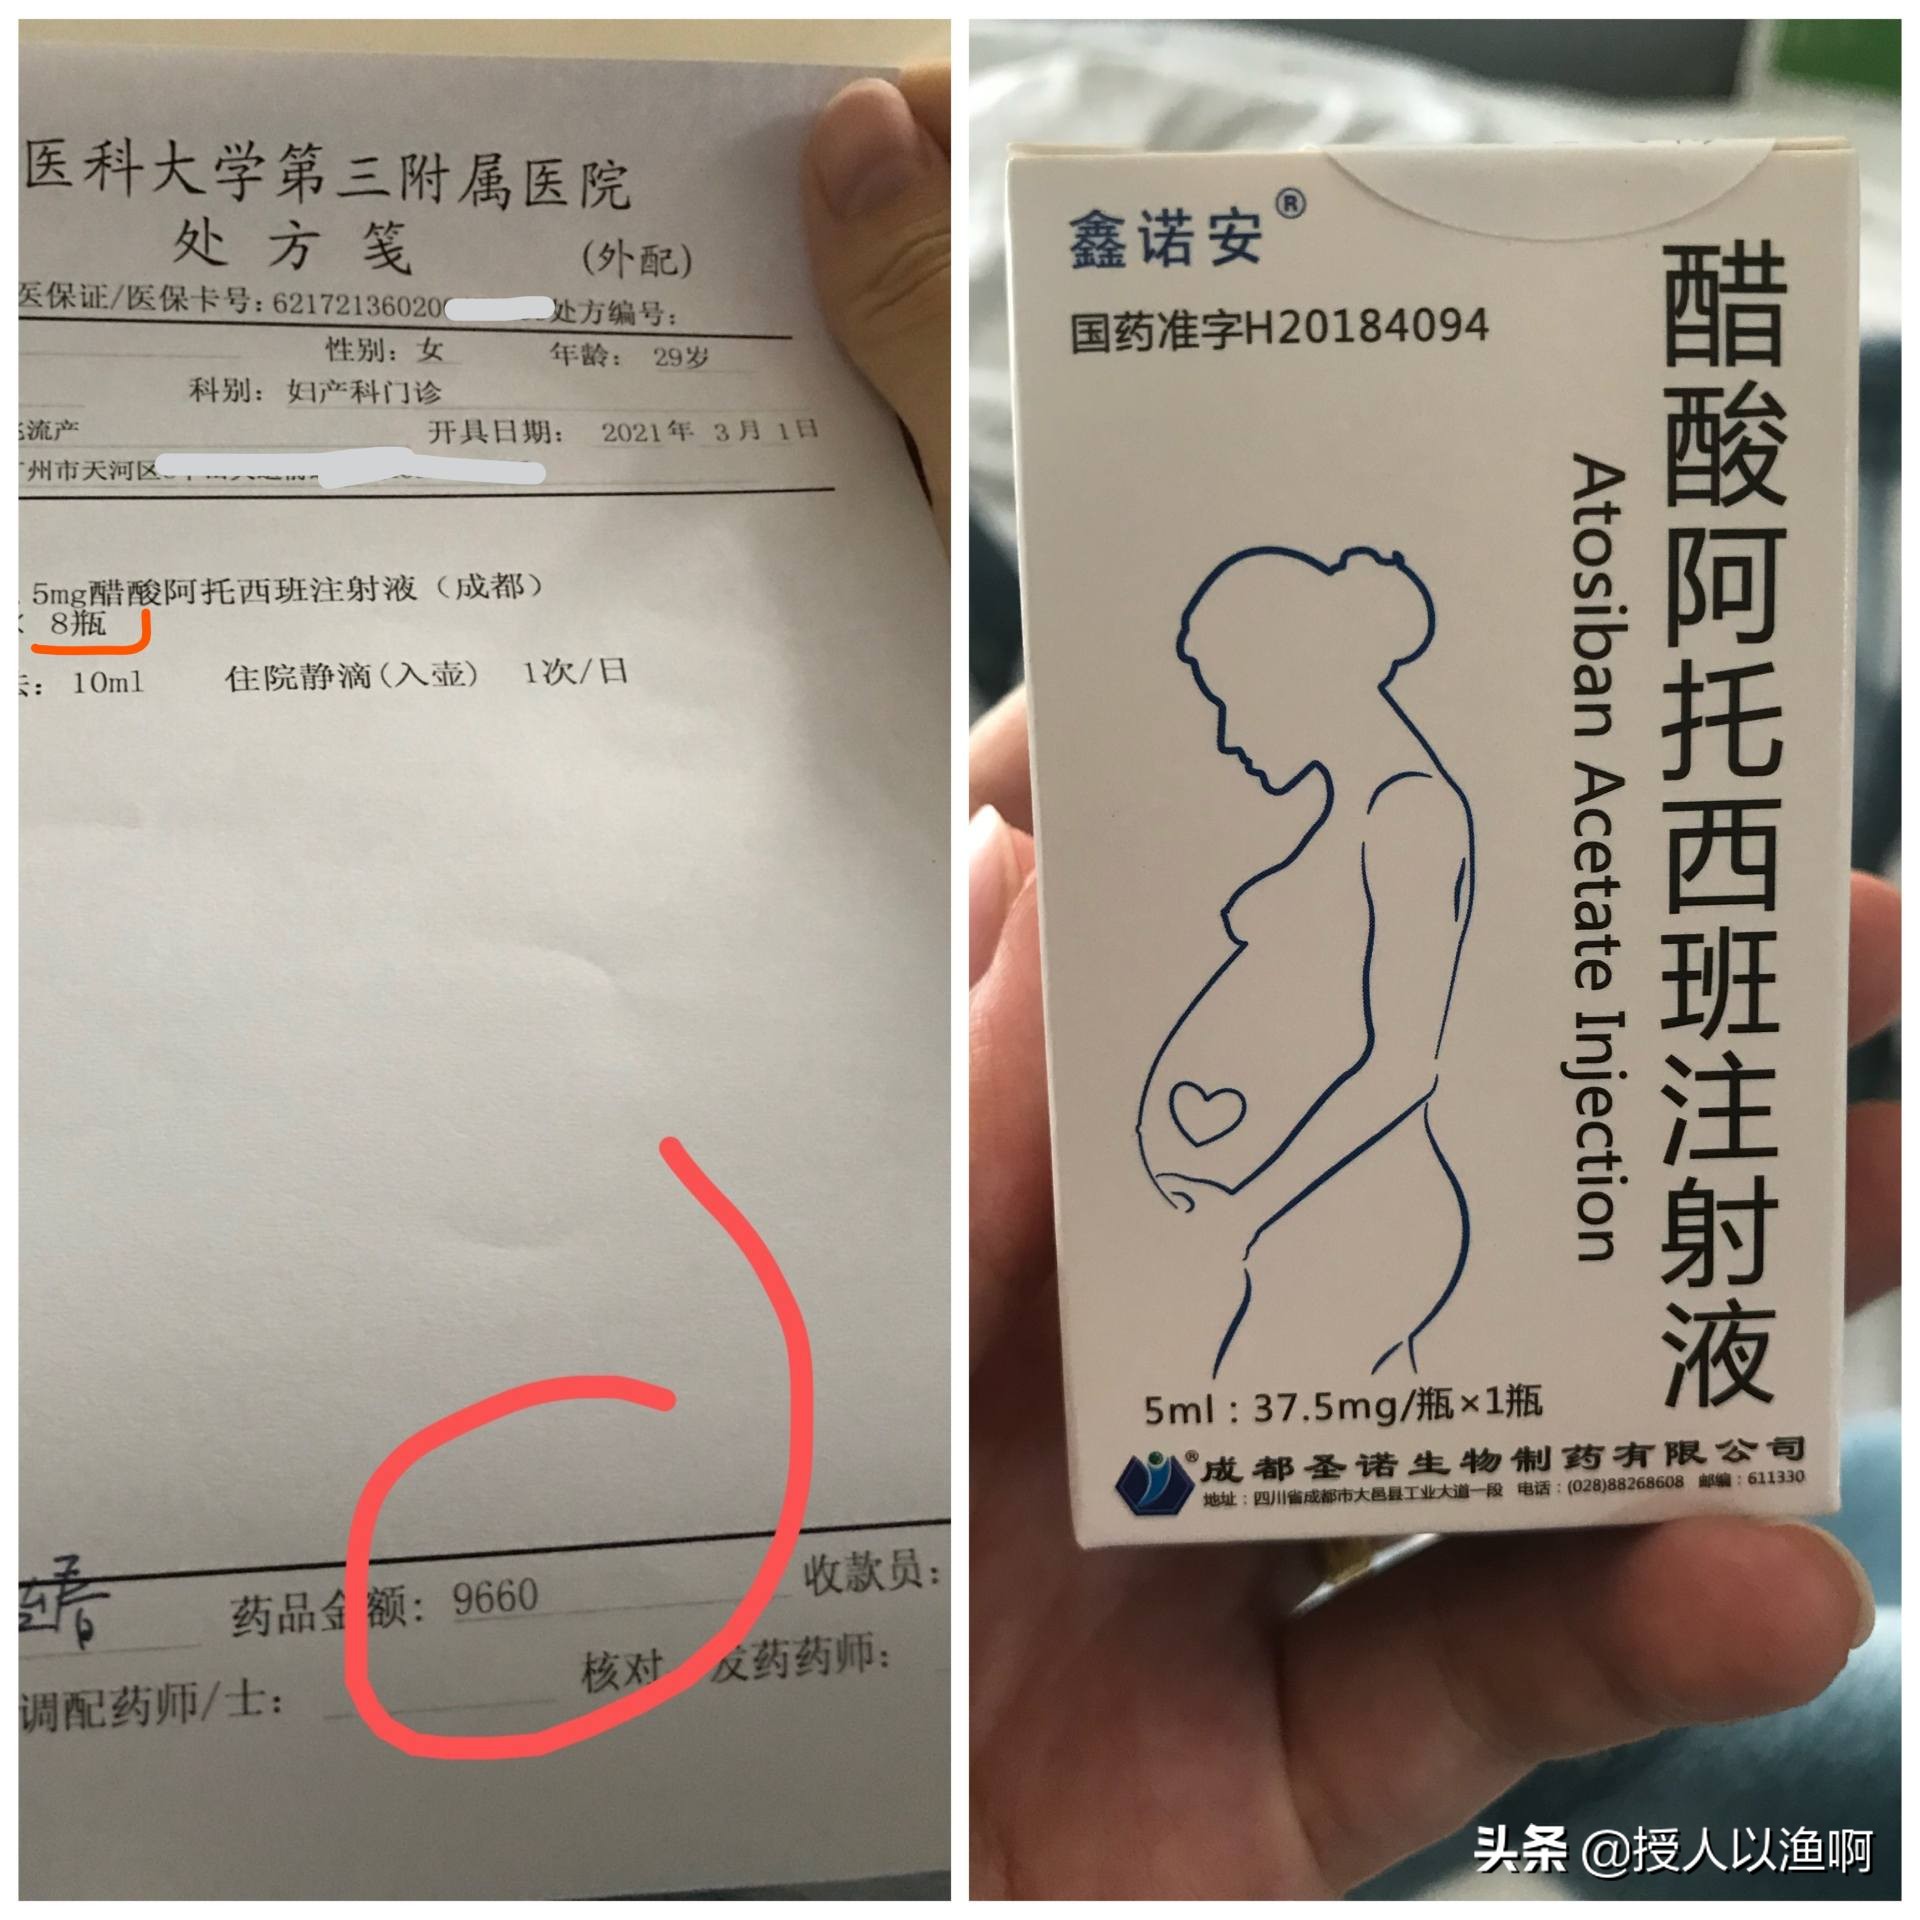 医科大学第三附属医院
处方笺 (外配)
医保证/医保卡号: 62172136020 处方编号:
性别: 女 年龄: 29岁
科别: 妇产科门诊
流产 开具日期: 2021年 3月 1日
州市天河区
5mg醋酸阿托西班注射液（成都）
8瓶
: 10ml 住院静滴(入壶) 1次/日
药品金额: 9660 收款员:
调配药师/士: 核对 发药药师:
鑫诺安®
国药准字H20184094
醋酸阿托西班注射液
Atosiban Acetate Injection
5ml：37.5mg/瓶×1瓶
®成都圣诺生物制药有限公司
地址：四川省成都市大邑县工业大道一段 电话：(028)88268608 邮编：611330
头条 @授人以渔啊